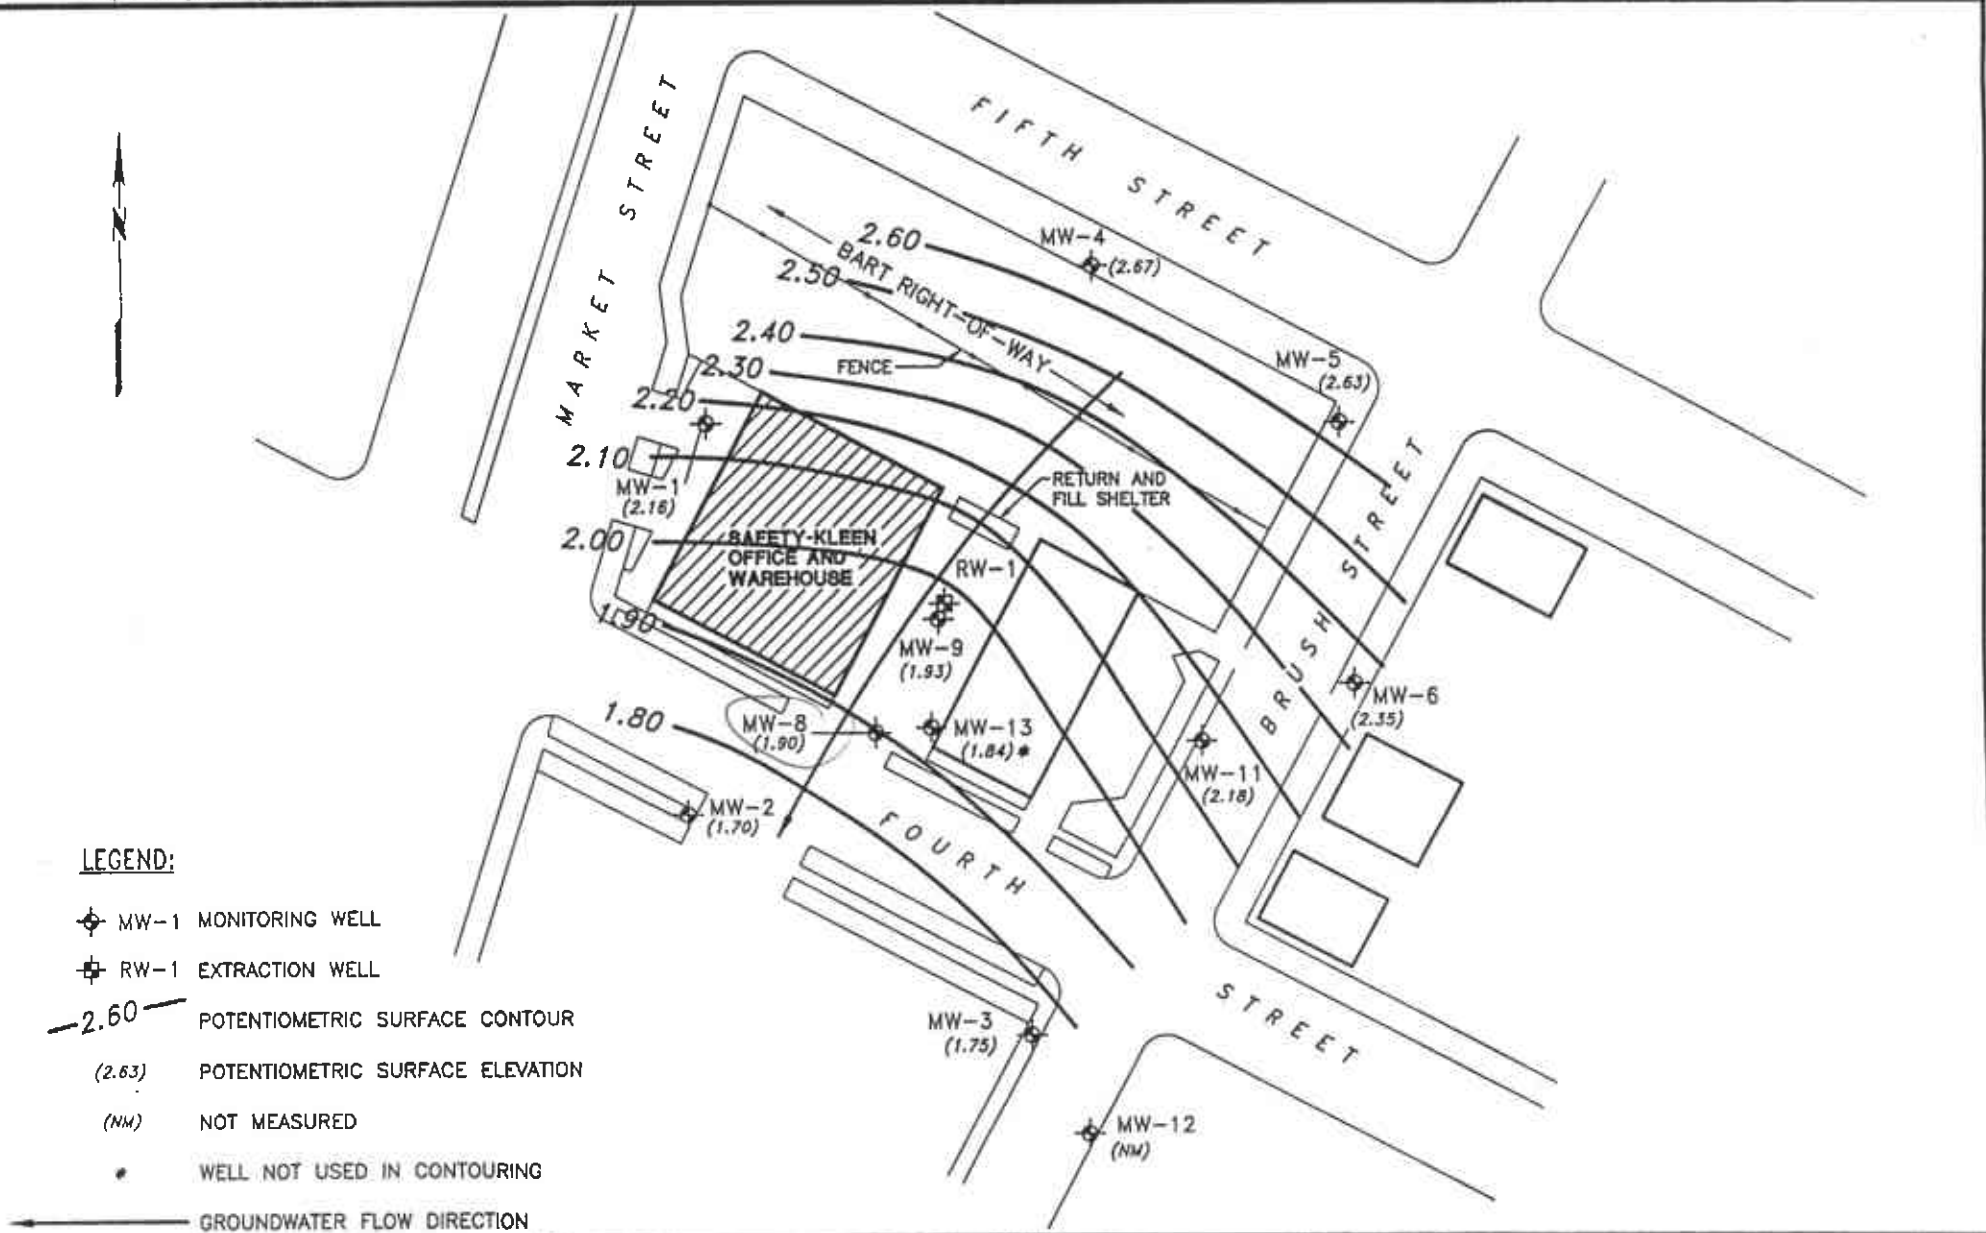 FIFTH STREET
MARKET STREET
N
2.60
MW-4
(2.67)
BART RIGHT-OF-WAY
2.50
2.40
FENCE
2.30
MW-5
(2.63)
2.20
2.10
MW-1
(2.16)
RETURN AND
FILL SHELTER
BRUSH STREET
2.00
SAFETY-KLEEN
OFFICE AND
WAREHOUSE
RW-1
1.90
MW-9
(1.93)
MW-6
(2.35)
1.80
MW-8
(1.90)
MW-13
(1.84)*
MW-11
(2.18)
MW-2
(1.70)
FOURTH STREET
MW-3
(1.75)
MW-12
(NM)
LEGEND:
MW-1 MONITORING WELL
RW-1 EXTRACTION WELL
2.60 POTENTIOMETRIC SURFACE CONTOUR
(2.63) POTENTIOMETRIC SURFACE ELEVATION
(NM) NOT MEASURED
* WELL NOT USED IN CONTOURING
GROUNDWATER FLOW DIRECTION